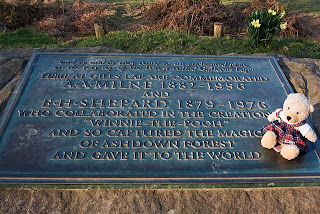 HERE AT GILLS LAP ARE COMMEMORATED
A.A.MILNE 1882-1956
AND
E.H.SHEPARD 1879-1976
WHO COLLABORATED IN THE CREATION
"WINNIE-THE-POOH"
AND SO CAPTURED THE MAGIC
OF ASHDOWN FOREST
AND GAVE IT TO THE WORLD